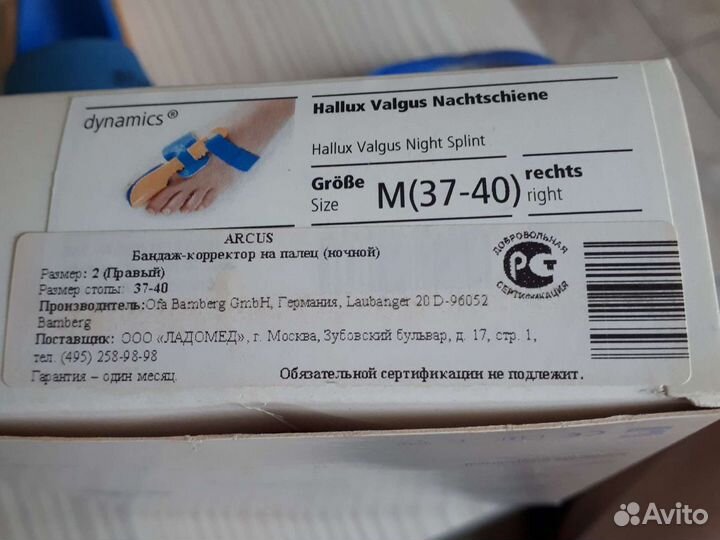 dynamics®
Hallux Valgus Nachtschiene
Hallux Valgus Night Splint
Größe
Size
M(37-40)
rechts
right
ARCUS
Бандаж-корректор на палец (ночной)
Размер: 2 (Правый)
Размер стопы: 37-40
Производитель:Ofa Bamberg GmbH, Германия, Laubanger 20 D-96052
Bamberg
Поставщик: ООО «ЛАДОМЕД», г. Москва, Зубовский бульвар, д. 17, стр. 1,
тел. (495) 258-98-98
Гарантия – один месяц.
Обязательной сертификации не подлежит.
ДОБРОВОЛЬНАЯ
РСТ
СЕРТИФИКАЦИЯ
Avito